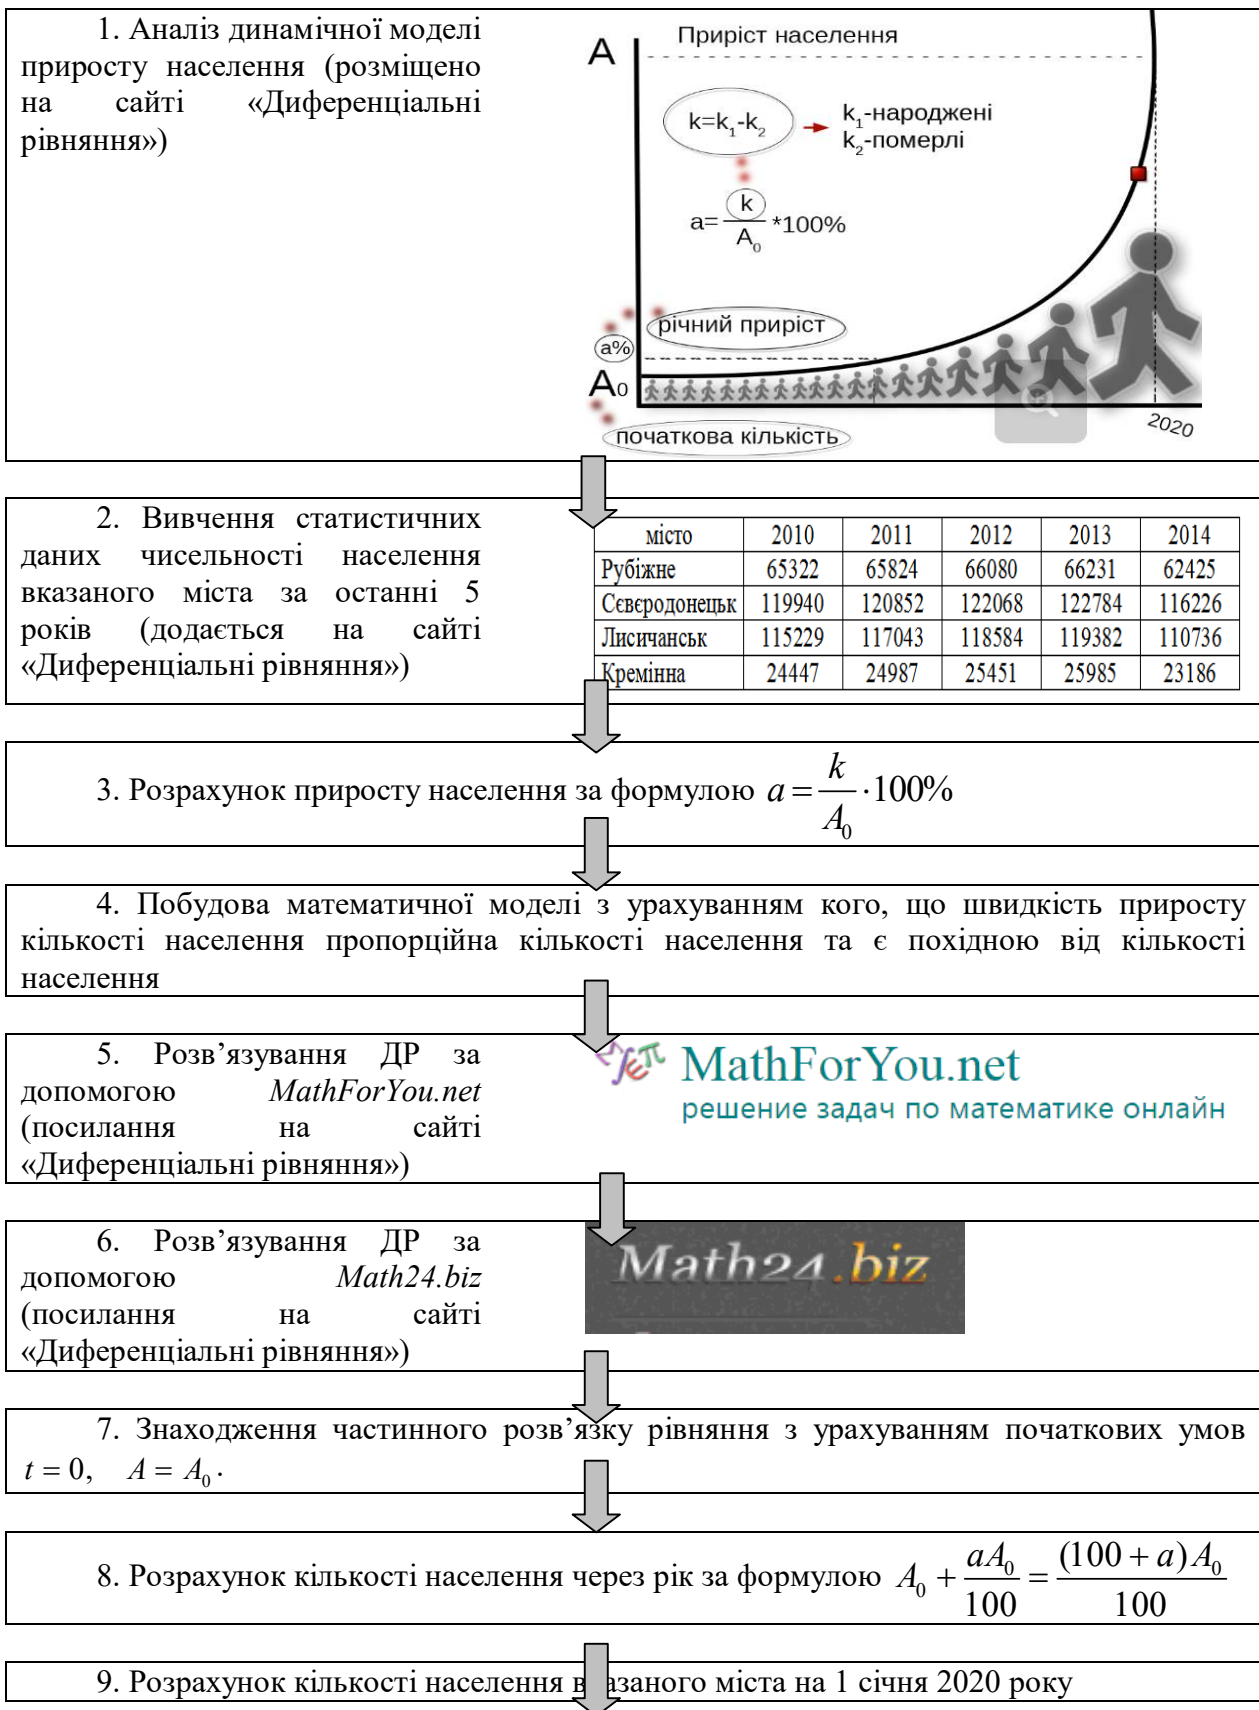 1. Аналіз динамічної моделі
приросту населення (розміщено
на сайті «Диференціальні
рівняння»)
A
Приріст населення
k=k₁-k₂
k₁-народжені
k₂-померлі
a=k/A₀*100%
річний приріст
a%
A₀
початкова кількість
2020
2. Вивчення статистичних
даних чисельності населення
вказаного міста за останні 5
років (додається на сайті
«Диференціальні рівняння»)
місто 2010 2011 2012 2013 2014
Рубіжне 65322 65824 66080 66231 62425
Сєвєродонецьк 119940 120852 122068 122784 116226
Лисичанськ 115229 117043 118584 119382 110736
Кремінна 24447 24987 25451 25985 23186
3. Розрахунок приросту населення за формулою a = k/A₀ · 100%
4. Побудова математичної моделі з урахуванням кого, що швидкість приросту
кількості населення пропорційна кількості населення та є похідною від кількості
населення
5. Розв’язування ДР за
допомогою MathForYou.net
(посилання на сайті
«Диференціальні рівняння»)
MathForYou.net
решение задач по математике онлайн
6. Розв’язування ДР за
допомогою Math24.biz
(посилання на сайті
«Диференціальні рівняння»)
Math24.biz
7. Знаходження частинного розв’язку рівняння з урахуванням початкових умов
t = 0, A = A₀.
8. Розрахунок кількості населення через рік за формулою A₀ + aA₀/100 = (100 + a)A₀/100
9. Розрахунок кількості населення вказаного міста на 1 січня 2020 року